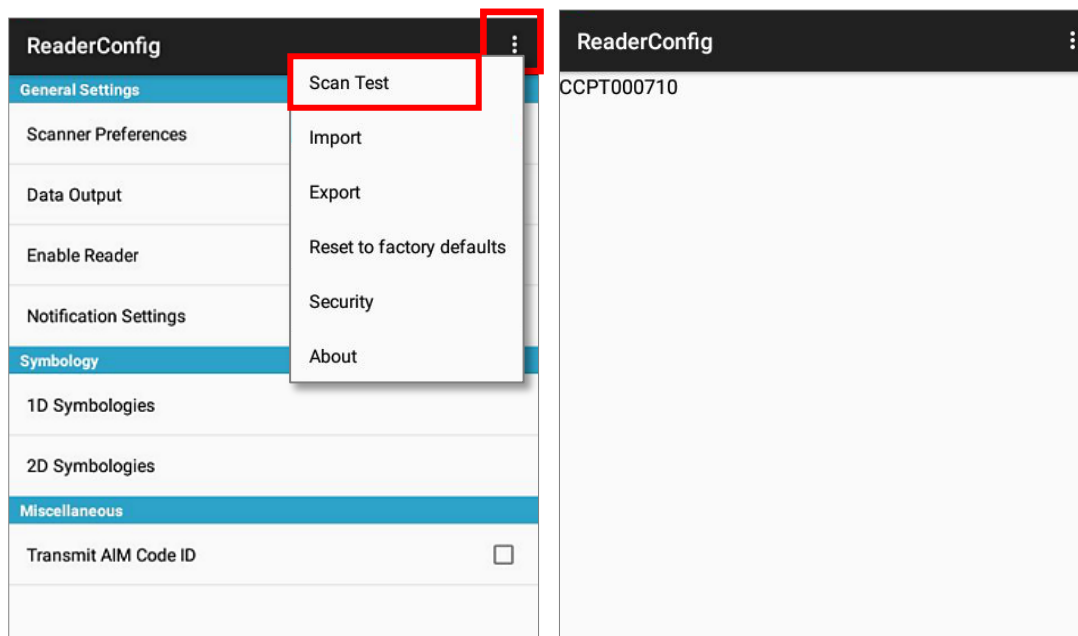 ReaderConfig
General Settings
Scanner Preferences
Data Output
Enable Reader
Notification Settings
Symbology
1D Symbologies
2D Symbologies
Miscellaneous
Transmit AIM Code ID
Scan Test
Import
Export
Reset to factory defaults
Security
About
ReaderConfig
CCPT000710